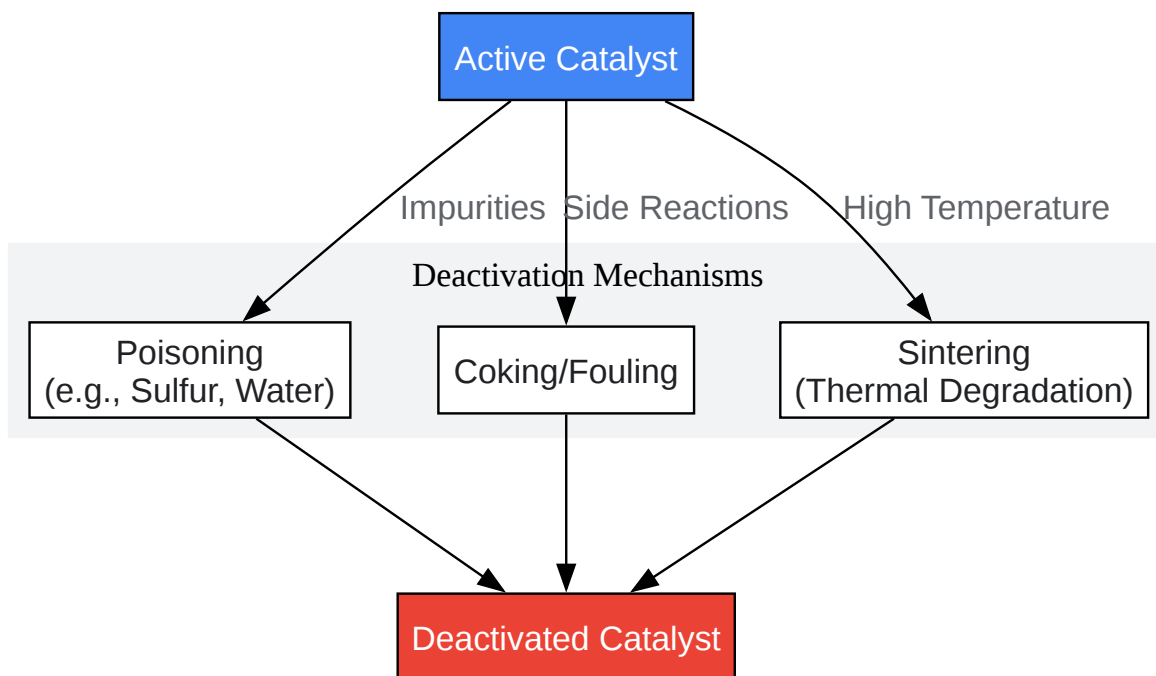 Active Catalyst
Impurities
Side Reactions
High Temperature
Deactivation Mechanisms
Poisoning
(e.g., Sulfur, Water)
Coking/Fouling
Sintering
(Thermal Degradation)
Deactivated Catalyst